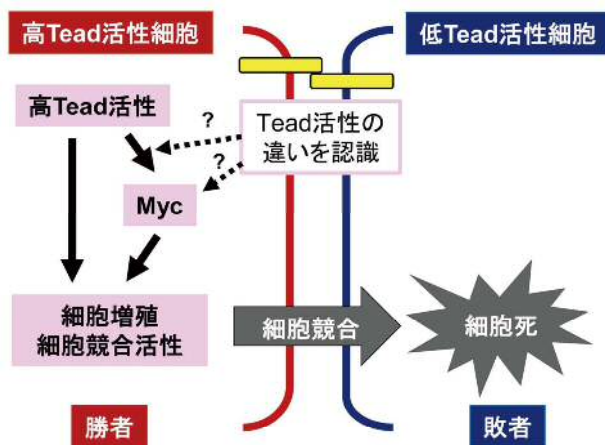 高Tead活性細胞
低Tead活性細胞
高Tead活性
?
Tead活性の
違いを認識
?
Myc
細胞増殖
細胞競合活性
細胞競合
細胞死
勝者
敗者